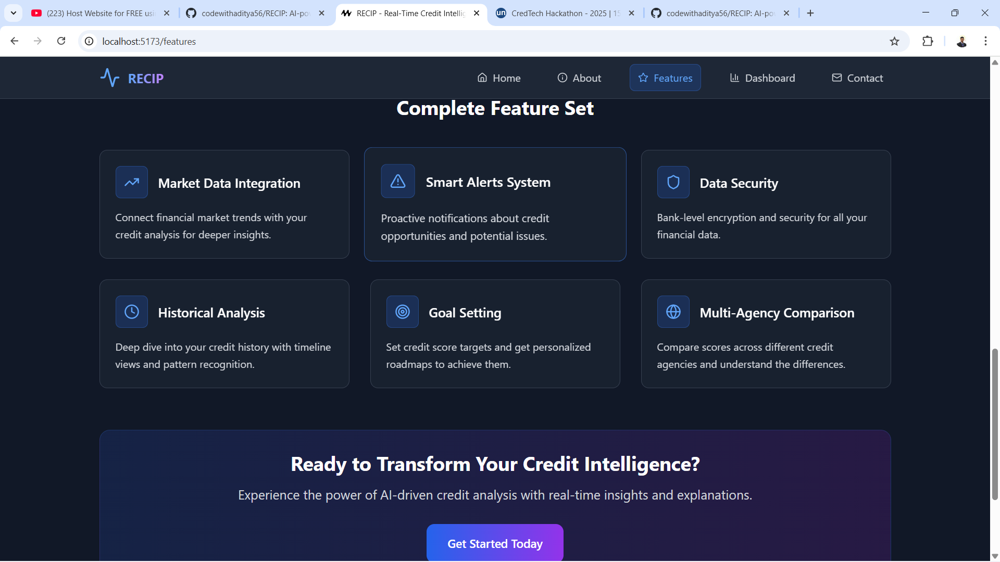 (223) Host Website for FREE usi
codewithaditya56/RECIP: AI-po
RECIP - Real-Time Credit Intellig
CredTech Hackathon - 2025 | 15
codewithaditya56/RECIP: AI-po
localhost:5173/features
RECIP
Home
About
Features
Dashboard
Contact
Complete Feature Set
Market Data Integration
Connect financial market trends with your
credit analysis for deeper insights.
Smart Alerts System
Proactive notifications about credit
opportunities and potential issues.
Data Security
Bank-level encryption and security for all your
financial data.
Historical Analysis
Deep dive into your credit history with timeline
views and pattern recognition.
Goal Setting
Set credit score targets and get personalized
roadmaps to achieve them.
Multi-Agency Comparison
Compare scores across different credit
agencies and understand the differences.
Ready to Transform Your Credit Intelligence?
Experience the power of AI-driven credit analysis with real-time insights and explanations.
Get Started Today